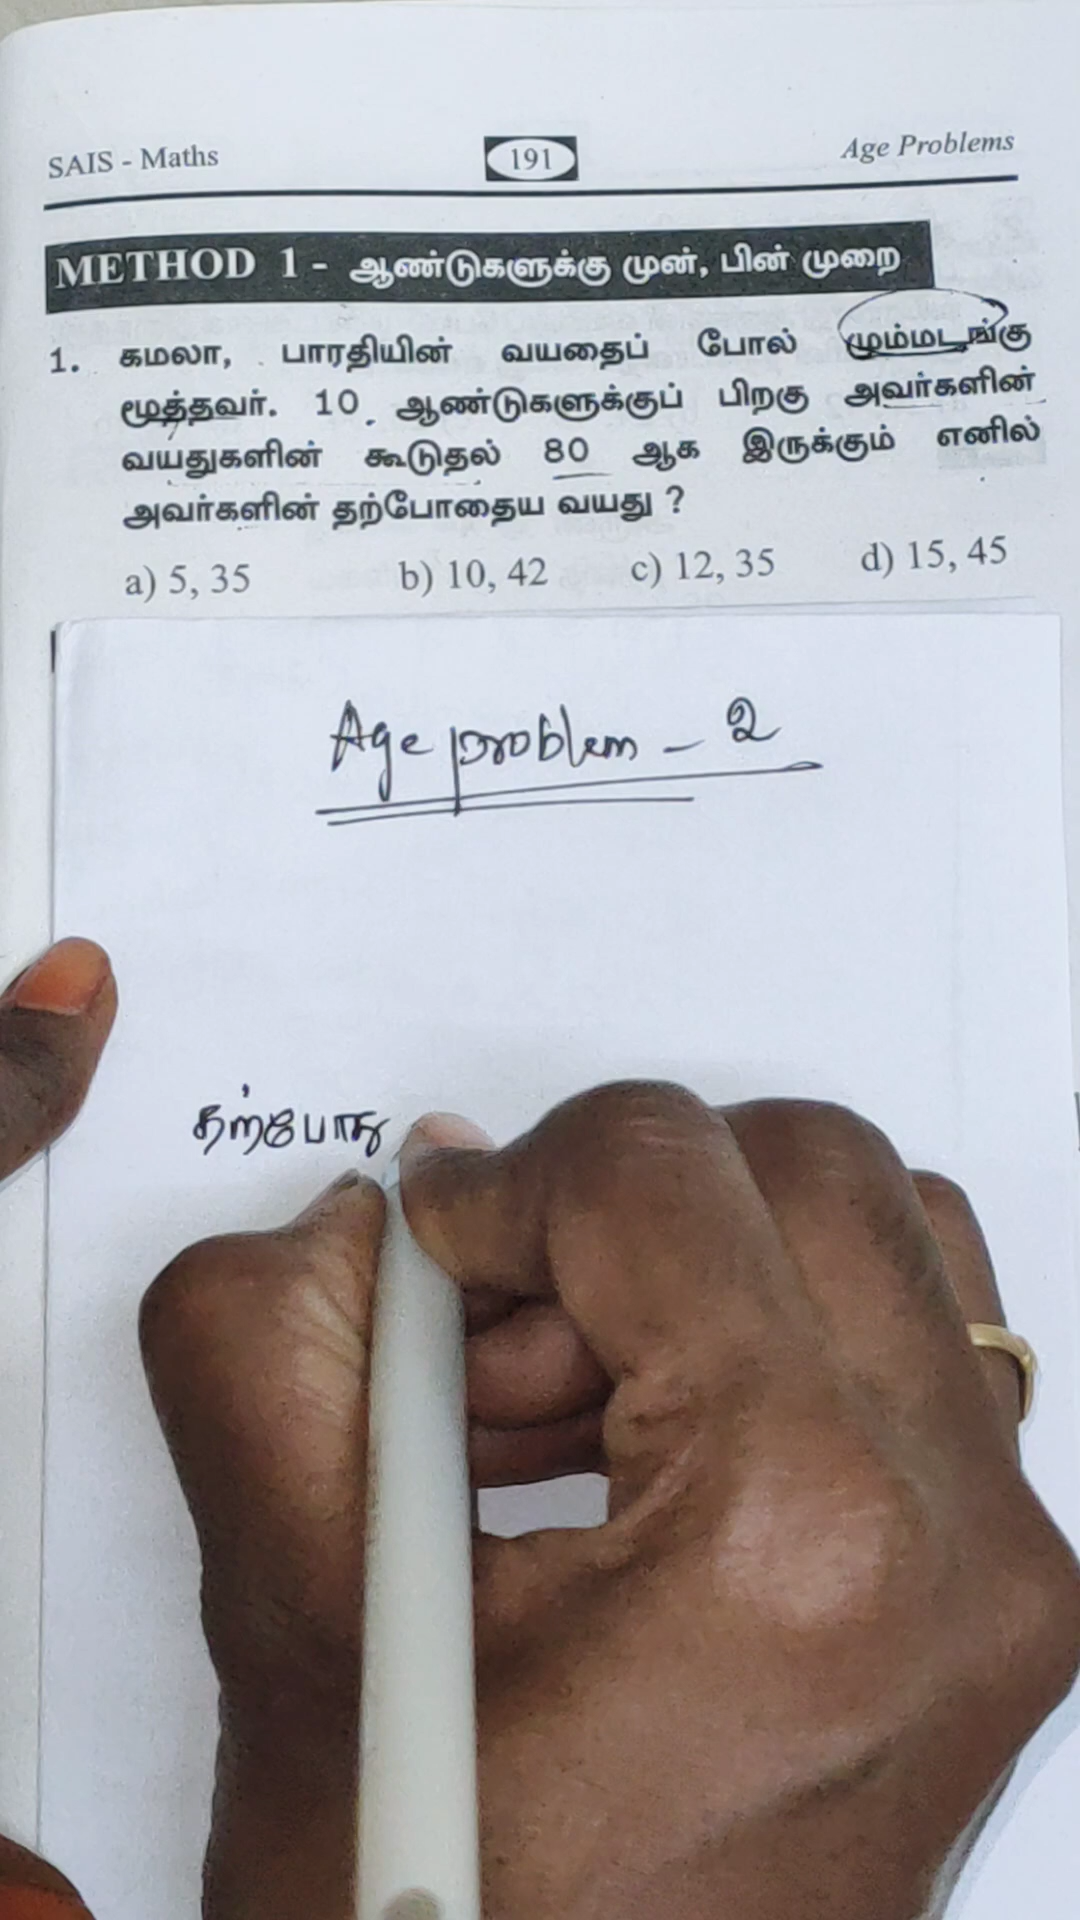 SAIS - Maths
191
Age Problems
METHOD 1 - ஆண்டுகளுக்கு முன், பின் முறை
1. கமலா, பாரதியின் வயதைப் போல் மும்மடங்கு
மூத்தவர். 10 ஆண்டுகளுக்குப் பிறகு அவர்களின்
வயதுகளின் கூடுதல் 80 ஆக இருக்கும் எனில்
அவர்களின் தற்போதைய வயது ?
a) 5, 35 b) 10, 42 c) 12, 35 d) 15, 45
Age problem - 2
தற்போது